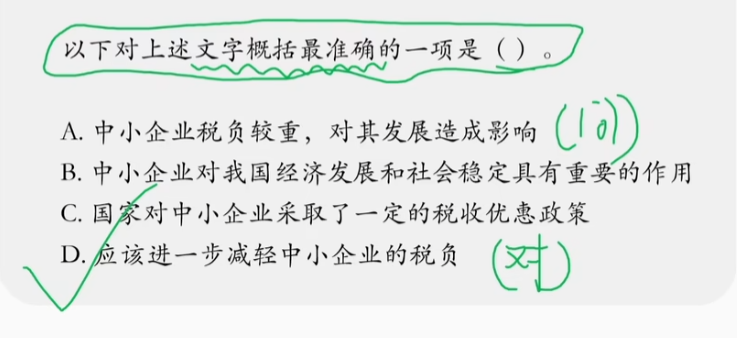 以下对上述文字概括最准确的一项是（ ）。
A. 中小企业税负较重，对其发展造成影响 （问）
B. 中小企业对我国经济发展和社会稳定具有重要的作用
C. 国家对中小企业采取了一定的税收优惠政策
D. 应该进一步减轻中小企业的税负 （对）